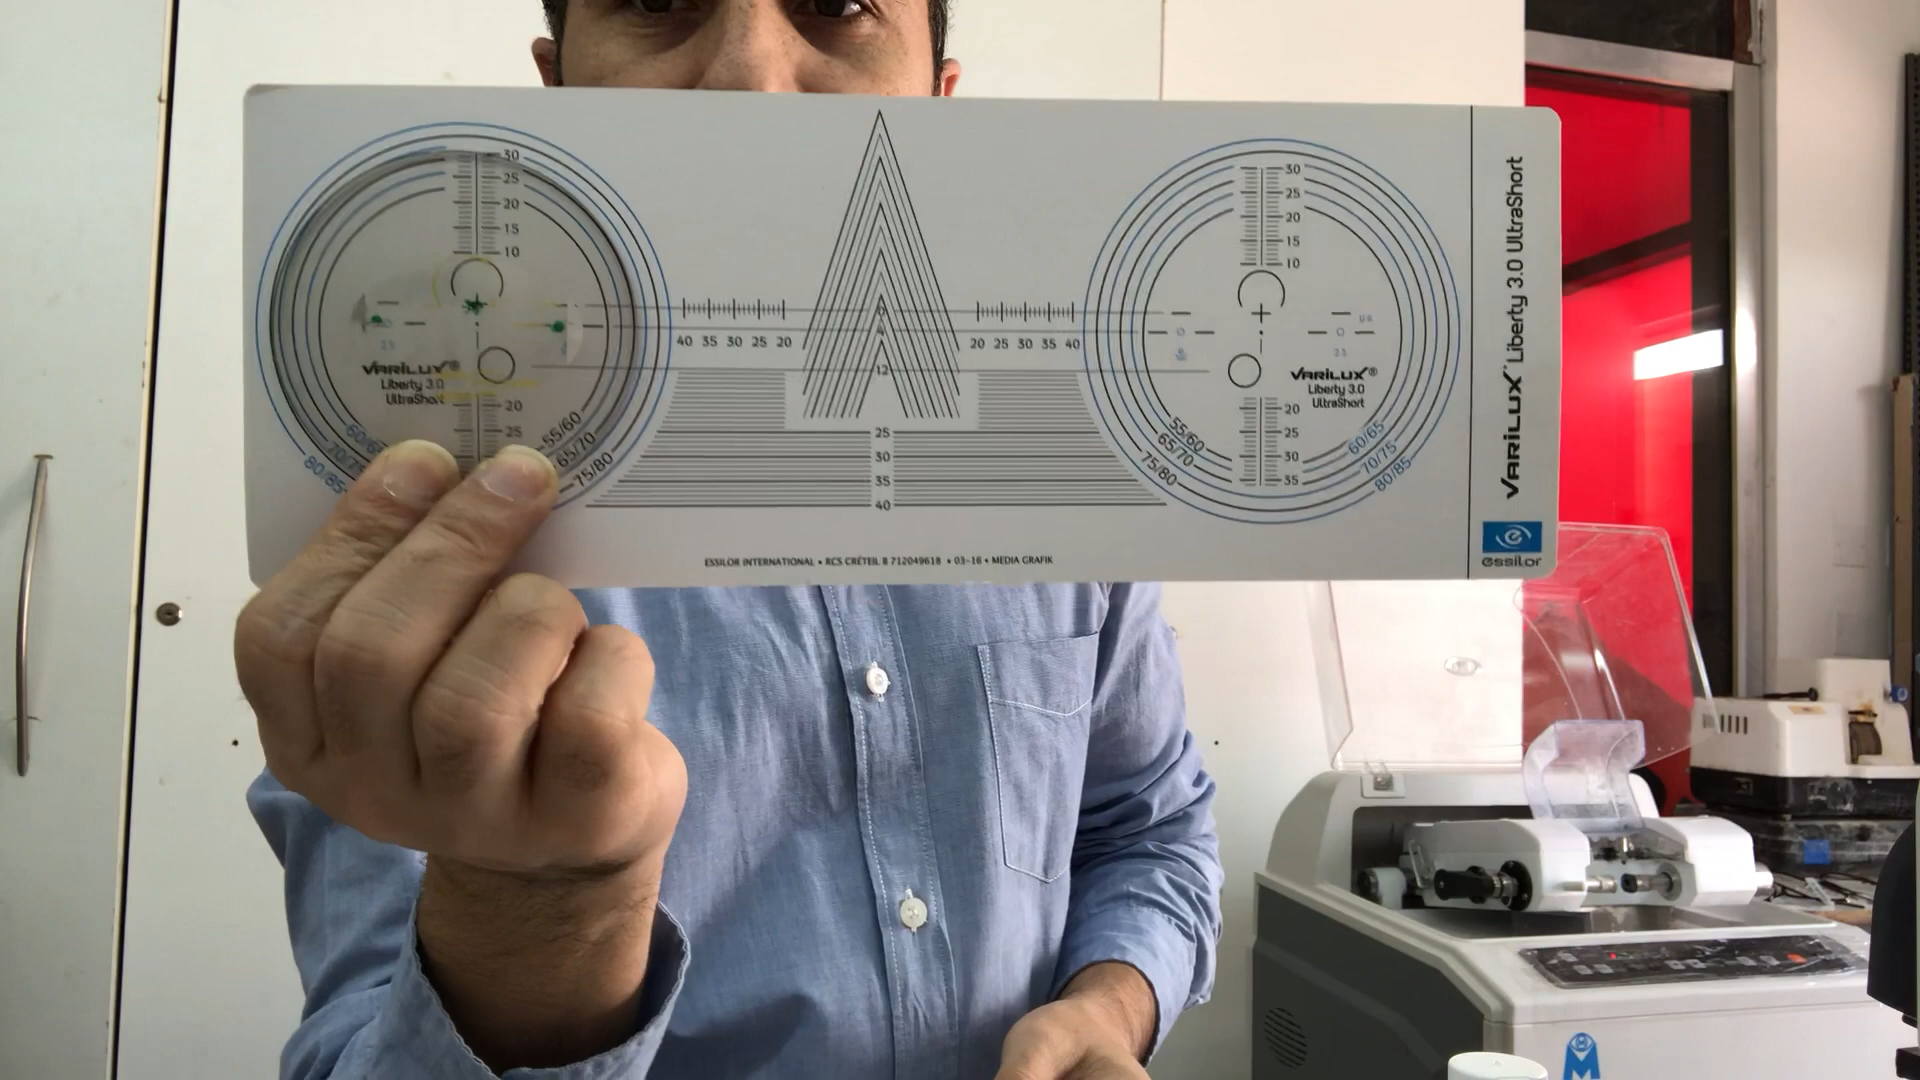 30
25
20
15
10
VARILUX®
Liberty 3.0
UltraShort
20
25
60/65
70/75
80/85
55/60
65/70
75/80
40 35 30 25 20
0
12
20 25 30 35 40
25
30
35
40
30
25
20
15
10
VARILUX®
Liberty 3.0
UltraShort
20
25
30
35
55/60
65/70
75/80
60/65
70/75
80/85
ESSILOR INTERNATIONAL • RCS CRÉTEIL B 712049618 • 03-16 • MEDIA GRAFIK
VARILUX® Liberty 3.0 UltraShort
essilor
M